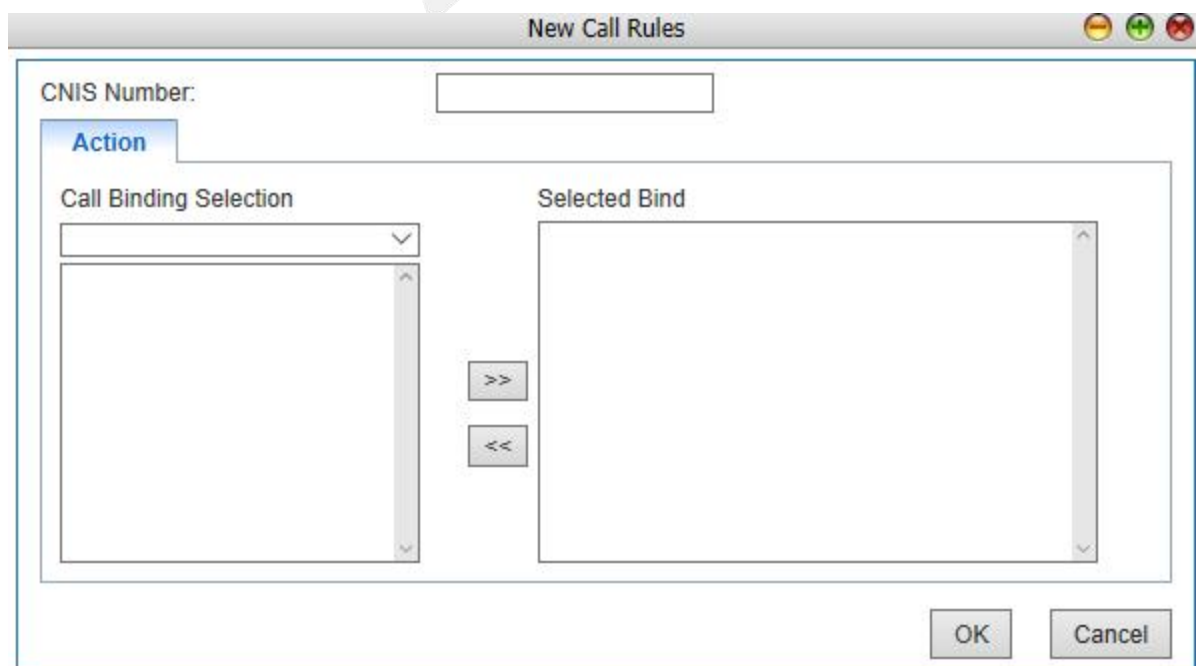 New Call Rules
CNIS Number:
Action
Call Binding Selection
Selected Bind
>>
<<
OK
Cancel